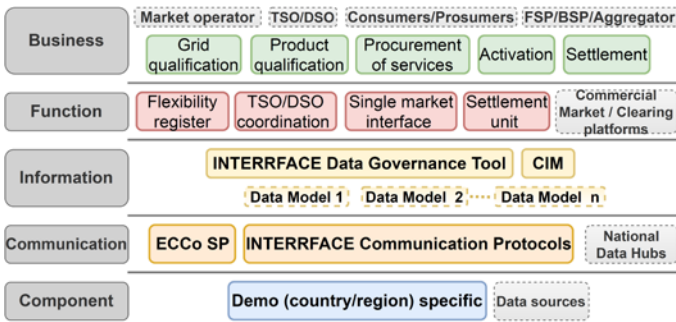 Business
Market operator
TSO/DSO
Consumers/Prosumers
FSP/BSP/Aggregator
Grid
qualification
Product
qualification
Procurement
of services
Activation
Settlement
Function
Flexibility
register
TSO/DSO
coordination
Single market
interface
Settlement
unit
Commercial
Market / Clearing
platforms
Information
INTERRFACE Data Governance Tool
CIM
Data Model 1
Data Model 2
Data Model n
Communication
ECCo SP
INTERRFACE Communication Protocols
National
Data Hubs
Component
Demo (country/region) specific
Data sources